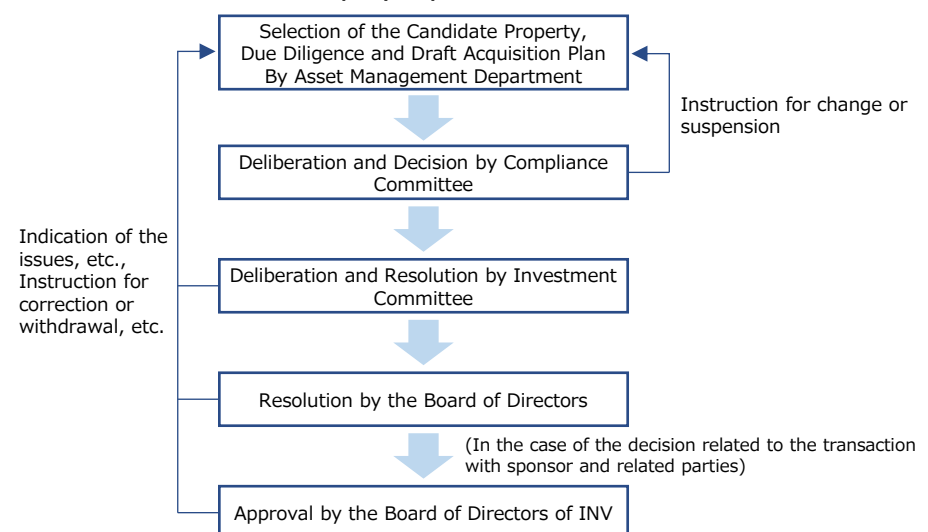 Selection of the Candidate Property,
Due Diligence and Draft Acquisition Plan
By Asset Management Department
Instruction for change or
suspension
Deliberation and Decision by Compliance
Committee
Indication of the
issues, etc.,
Instruction for
correction or
withdrawal, etc.
Deliberation and Resolution by Investment
Committee
Resolution by the Board of Directors
(In the case of the decision related to the transaction
with sponsor and related parties)
Approval by the Board of Directors of INV